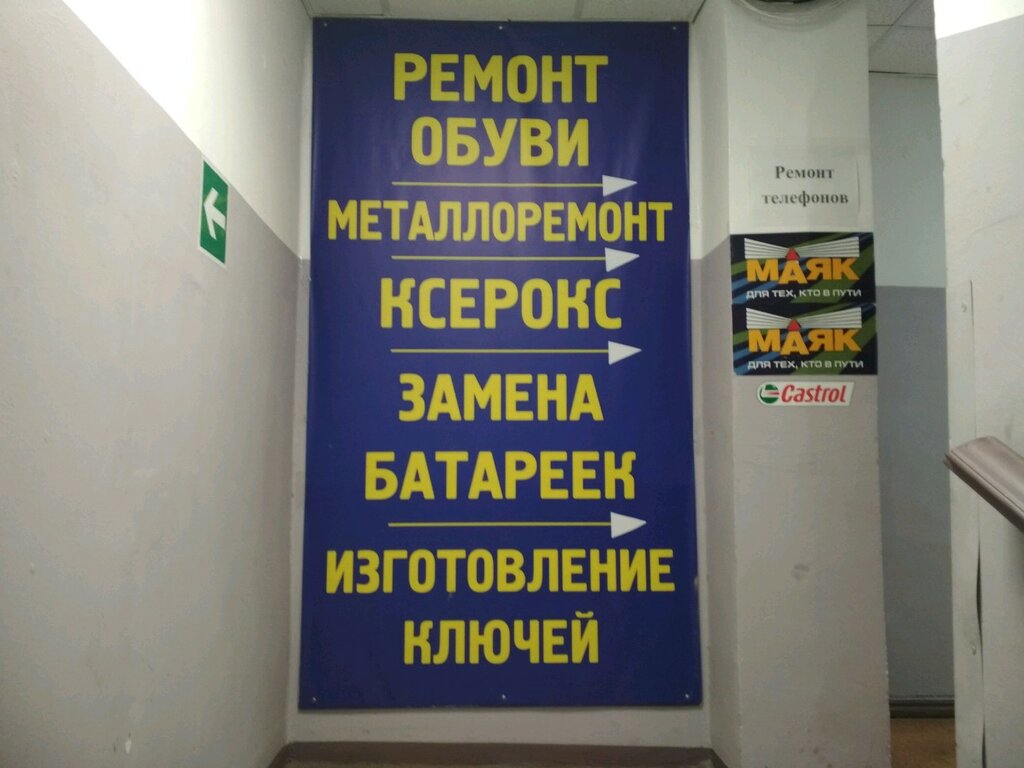 РЕМОНТ
ОБУВИ
МЕТАЛЛОРЕМОНТ
КСЕРОКС
ЗАМЕНА
БАТАРЕЕК
ИЗГОТОВЛЕНИЕ
КЛЮЧЕЙ
Ремонт
телефонов
МАЯК
ДЛЯ ТЕХ, КТО В ПУТИ
МАЯК
ДЛЯ ТЕХ, КТО В ПУТИ
Castrol